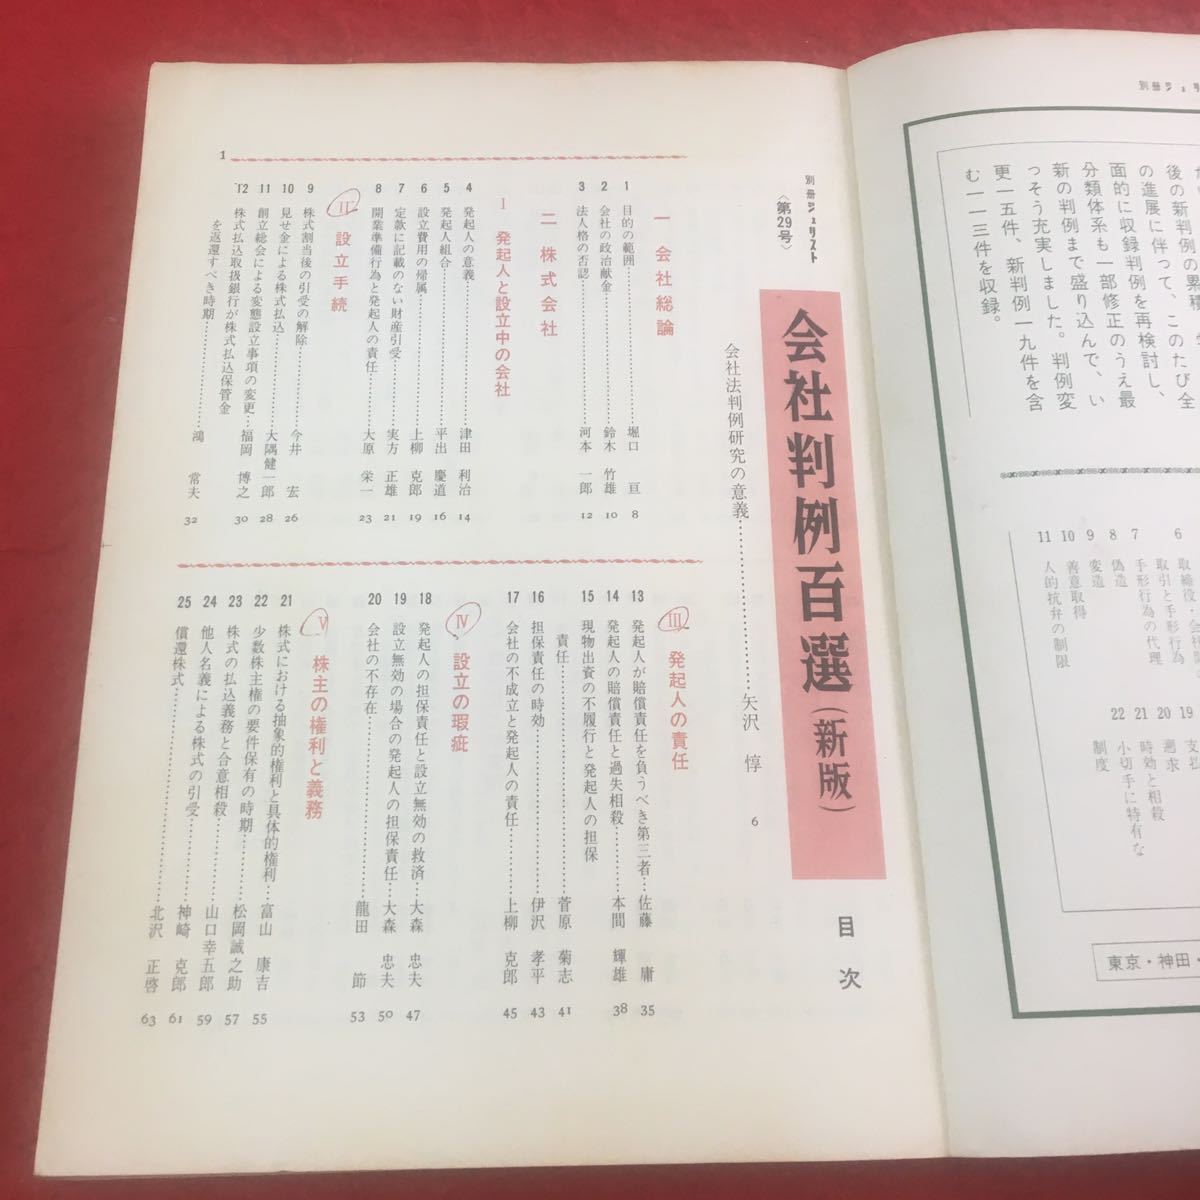 別冊ジュリスト
〈第29号〉
会社判例百選(新版)
目次
会社法判例研究の意義…………矢沢 惇 6
一 会社総論
1 目的の範囲…………堀口 亘 8
2 会社の政治献金…………鈴木 竹雄 10
3 法人格の否認…………河本 一郎 12
二 株式会社
I 発起人と設立中の会社
4 発起人の意義…………津田 利治 14
5 発起人組合…………平出 慶道 16
6 設立費用の帰属…………上柳 克郎 19
7 定款に記載のない財産引受…………実方 正雄 21
8 開業準備行為と発起人の責任…………大原 栄一 23
II 設立手続
9 株式割当後の引受の解除…………今井 宏 26
10 見せ金による株式払込…………大隅健一郎 28
11 創立総会による変態設立事項の変更…福岡 博之 30
12 株式払込取扱銀行が株式払込保管金
を返還すべき時期…………鴻 常夫 32
1
III 発起人の責任
13 発起人が賠償責任を負うべき第三者…佐藤 庸 35
14 発起人の賠償責任と過失相殺…………本間 輝雄 38
15 現物出資の不履行と発起人の担保
責任…………菅原 菊志 41
16 担保責任の時効…………伊沢 孝平 43
17 会社の不成立と発起人の責任…………上柳 克郎 45
IV 設立の瑕疵
18 発起人の担保責任と設立無効の救済…大森 忠夫 47
19 設立無効の場合の発起人の担保責任…大森 忠夫 50
20 会社の不存在…………龍田 節 53
V 株主の権利と義務
21 株式における抽象的権利と具体的権利…富山 康吉 55
22 少数株主権の要件保有の時期…………松岡誠之助 57
23 株式の払込義務と合意相殺…………山口幸五郎 59
24 他人名義による株式の引受…………神崎 克郎 61
25 償還株式…………北沢 正啓 63
別冊ジュリ
後の新判例の累積
の進展に伴って、このたび全
面的に収録判例を再検討し、
分類体系も一部修正のうえ最
新の判例まで盛り込んで、い
っそう充実しました。判例変
更一五件、新判例一九件を含
む一一三件を収録。
6 取締役・会社間の
取引と手形行為
7 手形行為の代理
8 偽造
9 変造
10 善意取得
11 人的抗弁の制限
19 支払
20 遡求
21 時効と相殺
22 小切手に特有な
制度
東京・神田・